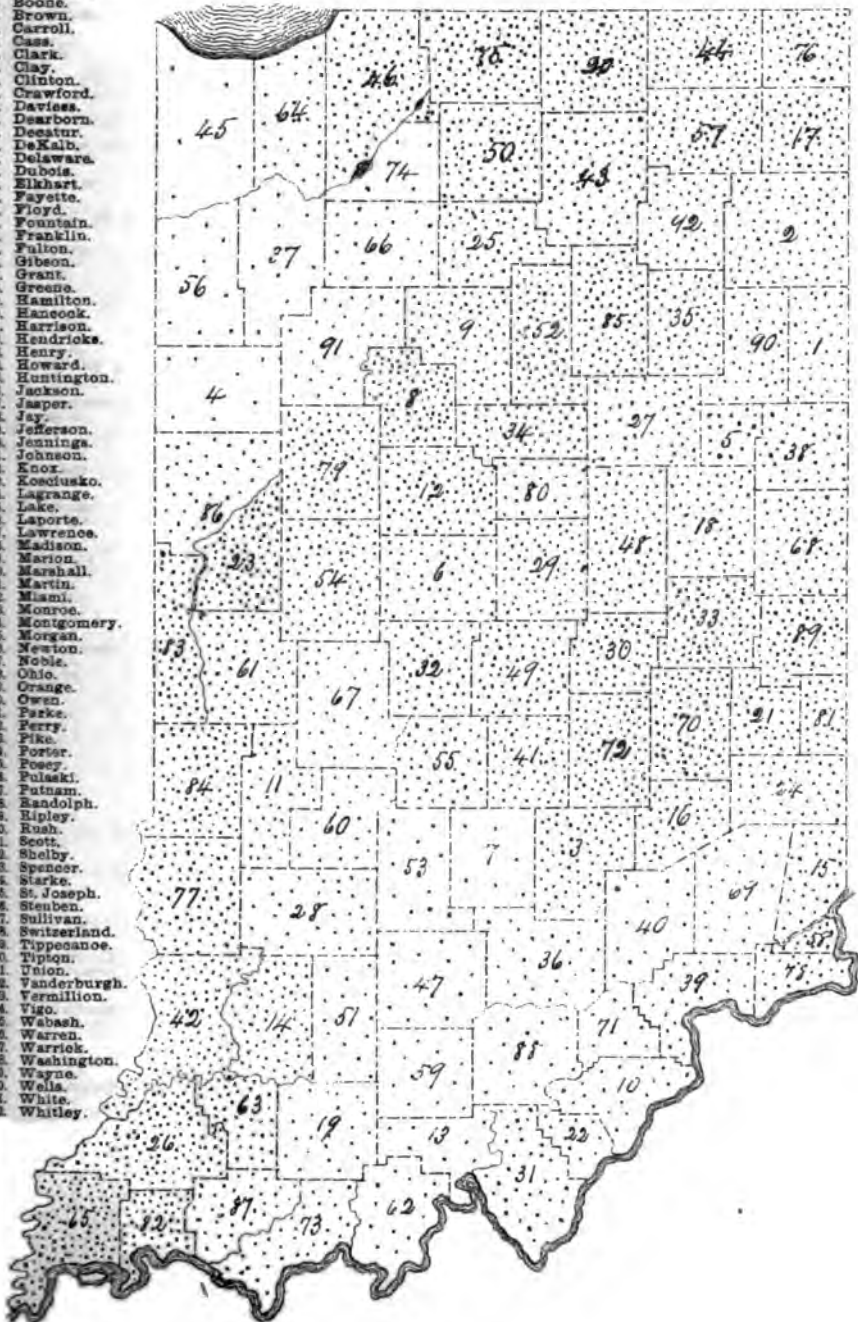 Boone.
Brown.
Carroll.
Cass.
Clark.
Clay.
Clinton.
Crawford.
Daviess.
Dearborn.
Decatur.
DeKalb.
Delaware.
Dubois.
Elkhart.
Fayette.
Floyd.
Fountain.
Franklin.
Fulton.
Gibson.
Grant.
Greene.
Hamilton.
Hancock.
Harrison.
Hendricks.
Henry.
Howard.
Huntington.
Jackson.
Jasper.
Jay.
Jefferson.
Jennings.
Johnson.
Knox.
Kosciusko.
Lagrange.
Lake.
Laporte.
Lawrence.
Madison.
Marion.
Marshall.
Martin.
Miami.
Monroe.
Montgomery.
Morgan.
Newton.
Noble.
Ohio.
Orange.
Owen.
Parke.
Perry.
Pike.
Porter.
Posey.
Pulaski.
Putnam.
Randolph.
Ripley.
Rush.
Scott.
Shelby.
Spencer.
Starke.
St. Joseph.
Steuben.
Sullivan.
Switzerland.
Tippecanoe.
Tipton.
Union.
Vanderburgh.
Vermillion.
Vigo.
Wabash.
Warren.
Warrick.
Washington.
Wayne.
Wells.
White.
Whitley.
45 64 46 75 20 44 76
74 50 43 57 17
56 37 66 25 92 2
91 9 52 85 35 90 1
4 8 34 27 5 38
79 12 80
86 23 54 6 29 48 18 68
83 61 67 32 49 30 33 89
84 11 55 41 72 70 21 81
60 53 7 3 16 24
77 28 40 69 15
42 14 51 47 36 39 58 78
59 88 71 10
26 63 19 13 22
65 82 87 73 62 31